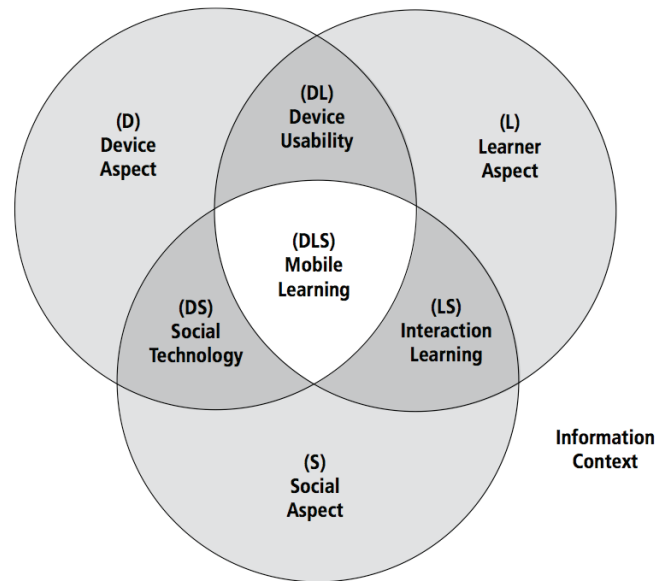 (DL)
Device
Usability
(D)
Device
Aspect
(L)
Learner
Aspect
(DLS)
Mobile
Learning
(DS)
Social
Technology
(LS)
Interaction
Learning
Information
Context
(S)
Social
Aspect